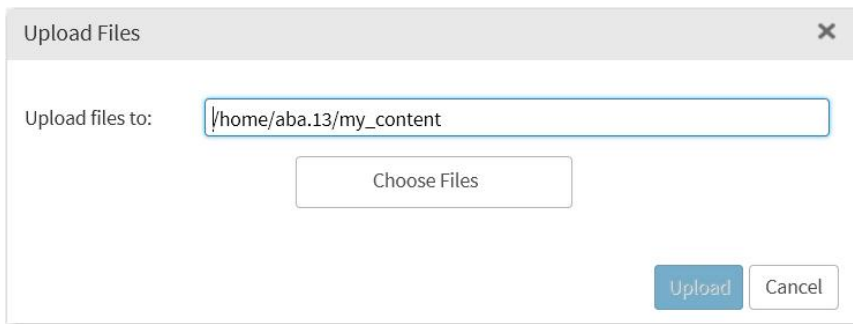 Upload Files
Upload files to: /home/aba.13/my_content
Choose Files
Upload Cancel